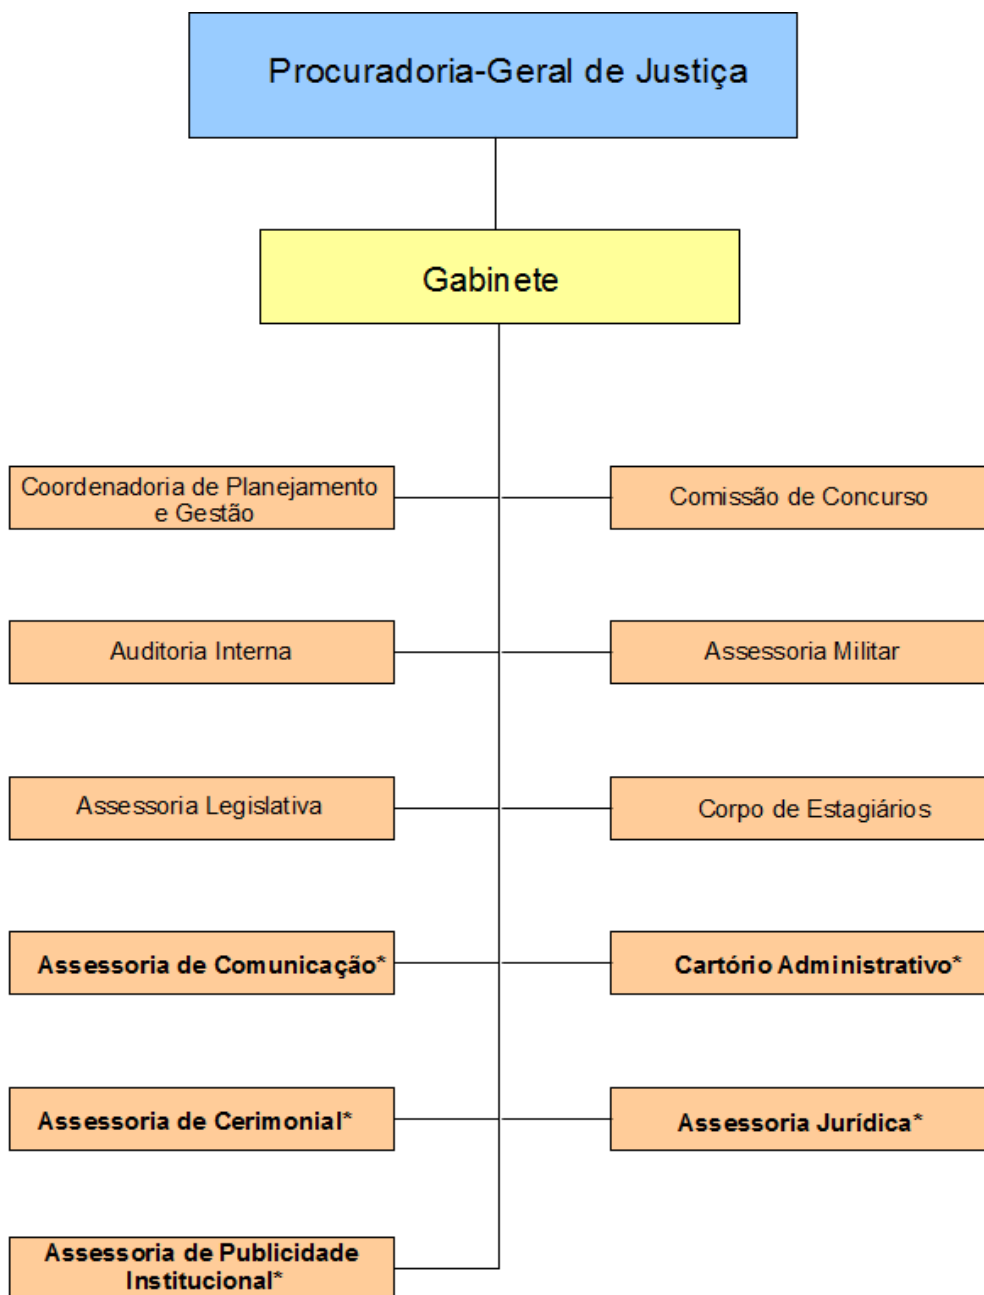 Procuradoria-Geral de Justiça
Gabinete
Coordenadoria de Planejamento
e Gestão
Comissão de Concurso
Auditoria Interna
Assessoria Militar
Assessoria Legislativa
Corpo de Estagiários
Assessoria de Comunicação*
Cartório Administrativo*
Assessoria de Cerimonial*
Assessoria Jurídica*
Assessoria de Publicidade
Institucional*